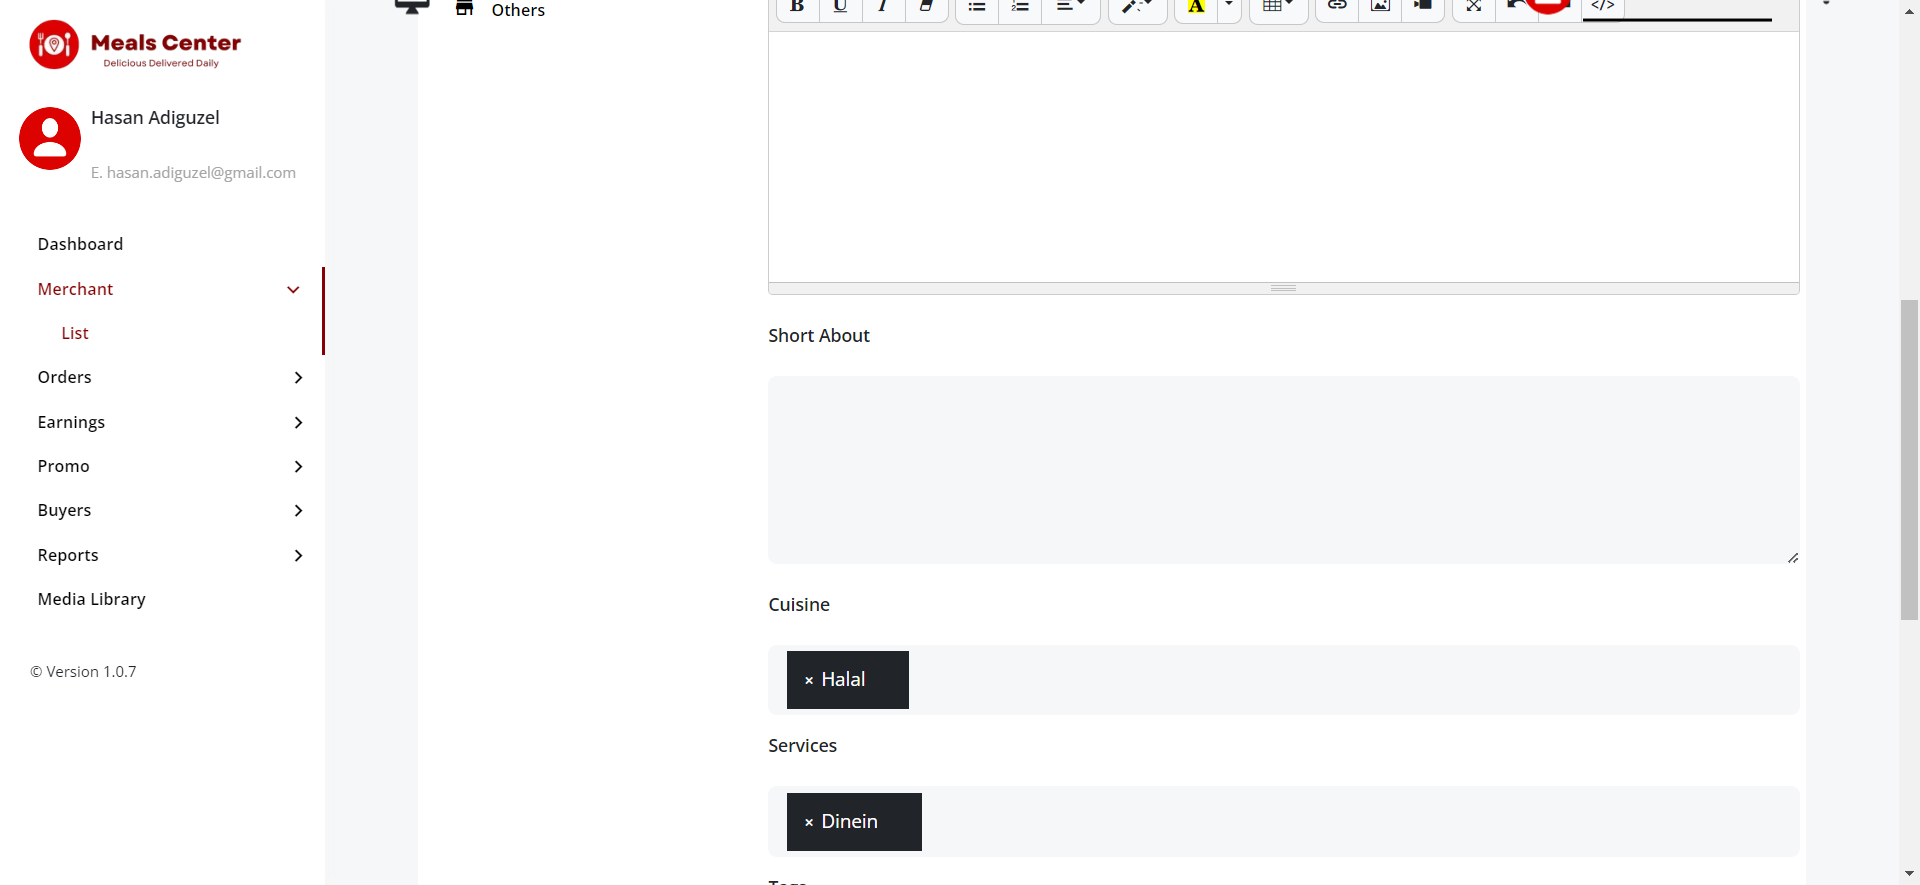 Meals Center
Delicious Delivered Daily
Hasan Adiguzel
E. hasan.adiguzel@gmail.com
Dashboard
Merchant
List
Orders
Earnings
Promo
Buyers
Reports
Media Library
© Version 1.0.7
Others
B U I A </>
Short About
Cuisine
× Halal
Services
× Dinein
Tags